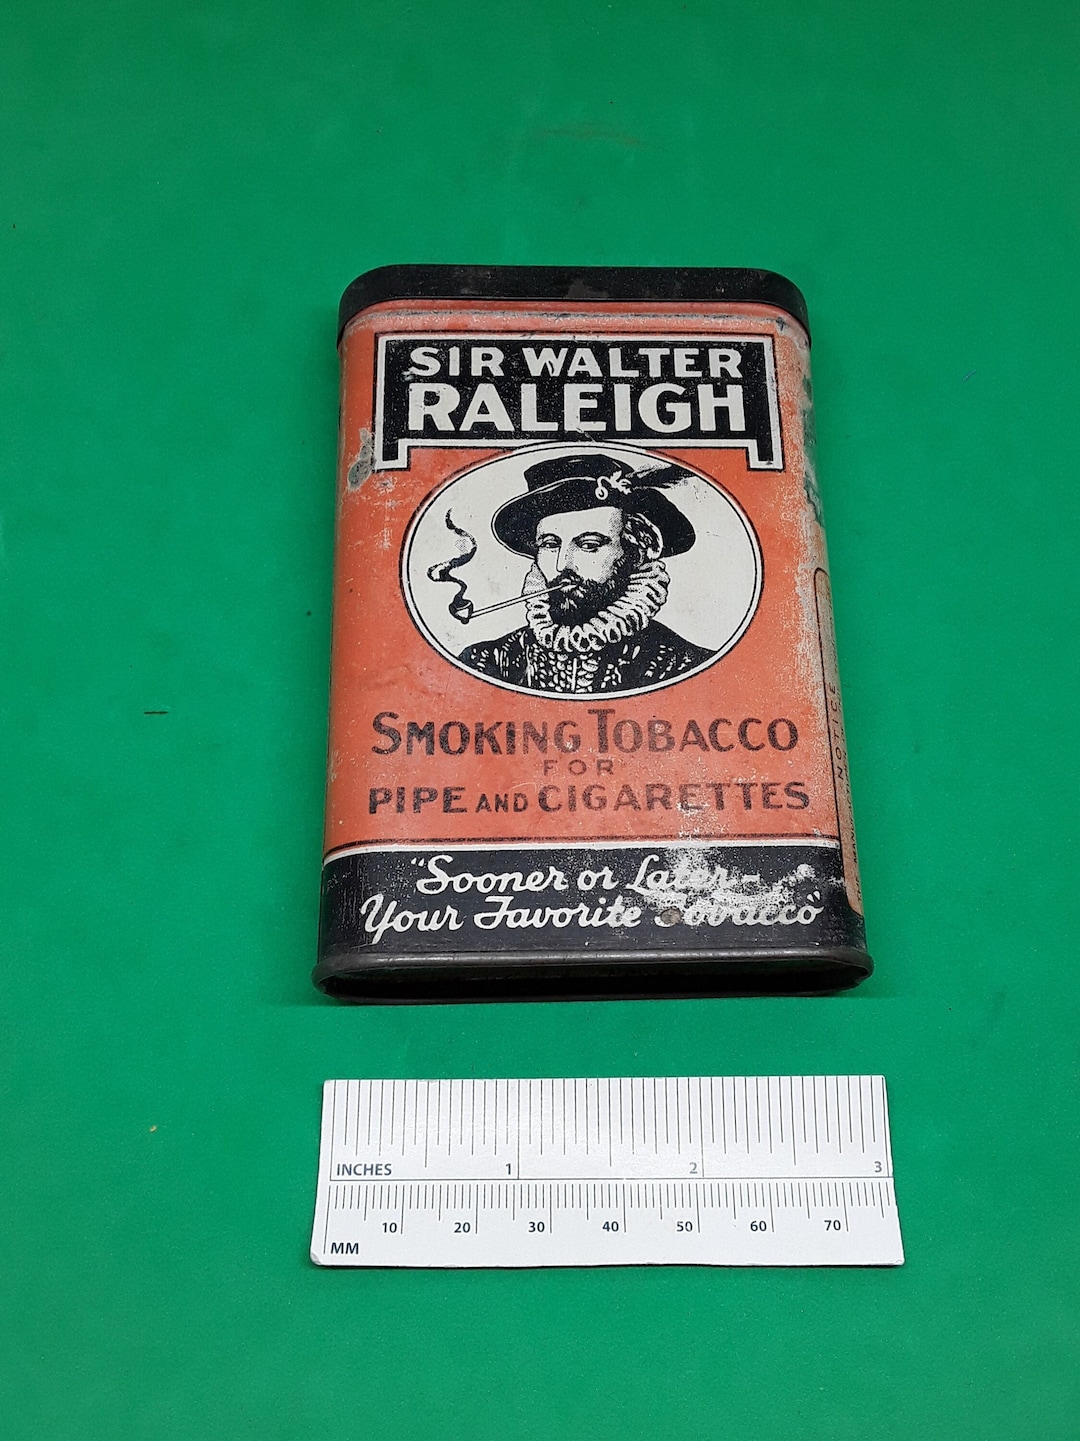 SIR WALTER
RALEIGH
SMOKING TOBACCO
FOR
PIPE AND CIGARETTES
"Sooner or Later-
Your Favorite Tobacco"
NOTICE
INCHES 1 2 3
10 20 30 40 50 60 70
MM